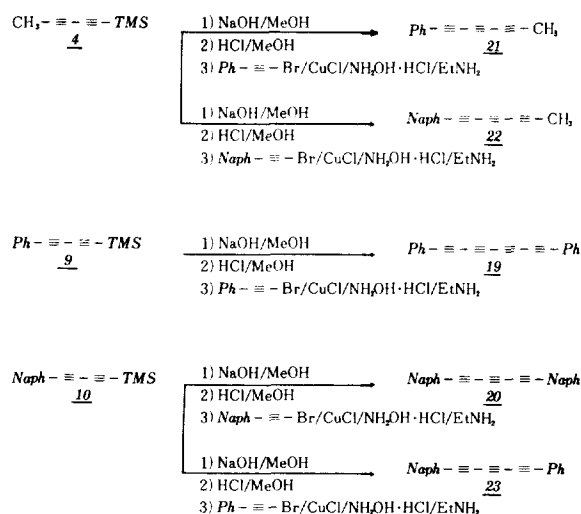 CH₃-≡-≡-TMS 1) NaOH/MeOH Ph-≡-≡-≡-CH₃
4 2) HCl/MeOH 21
3) Ph-≡-Br/CuCl/NH₂OH·HCl/EtNH₂
1) NaOH/MeOH Naph-≡-≡-≡-CH₃
2) HCl/MeOH 22
3) Naph-≡-Br/CuCl/NH₂OH·HCl/EtNH₂
Ph-≡-≡-TMS 1) NaOH/MeOH Ph-≡-≡-≡-≡-Ph
9 2) HCl/MeOH 19
3) Ph-≡-Br/CuCl/NH₂OH·HCl/EtNH₂
Naph-≡-≡-TMS 1) NaOH/MeOH Naph-≡-≡-≡-Naph
10 2) HCl/MeOH 20
3) Naph-≡-Br/CuCl/NH₂OH·HCl/EtNH₂
1) NaOH/MeOH Naph-≡-≡-≡-Ph
2) HCl/MeOH 23
3) Ph-≡-Br/CuCl/NH₂OH·HCl/EtNH₂